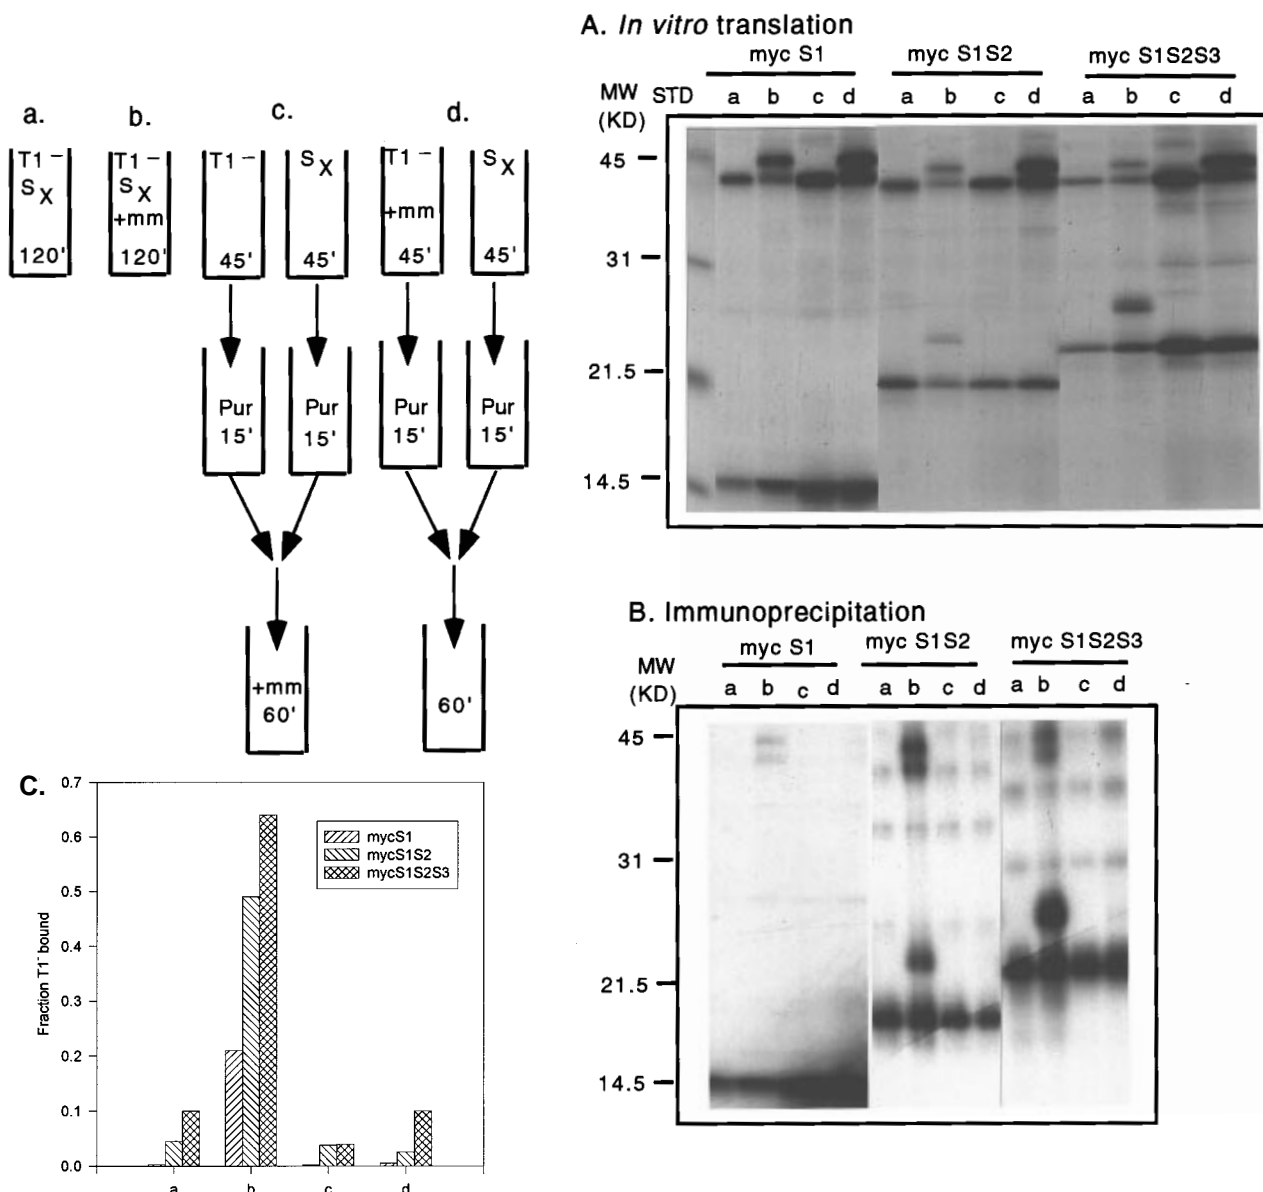 A. In vitro translation
myc S1 myc S1S2 myc S1S2S3
MW (KD) STD a b c d a b c d a b c d
45
31
21.5
14.5
a. b. c. d.
T1⁻ SX 120'
T1⁻ SX +mm 120'
T1⁻ 45'
SX 45'
T1⁻ +mm 45'
SX 45'
Pur 15' Pur 15' Pur 15' Pur 15'
+mm 60'
60'
B. Immunoprecipitation
myc S1 myc S1S2 myc S1S2S3
MW (KD) a b c d a b c d a b c d
45
31
21.5
14.5
C.
Fraction T1⁻ bound
0.7
0.6
0.5
0.4
0.3
0.2
0.1
0.0
mycS1
mycS1S2
mycS1S2S3
a b c d